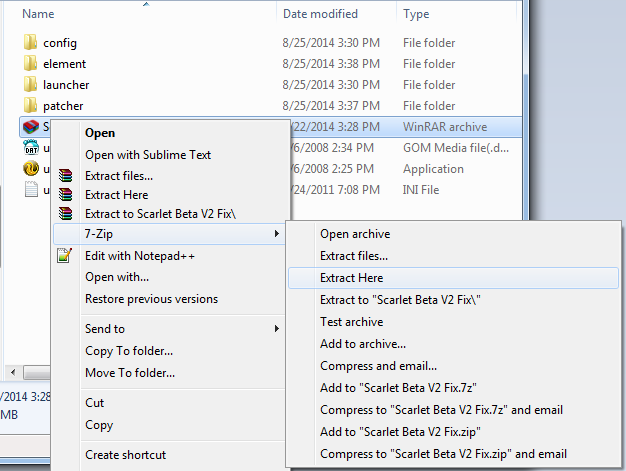 Name Date modified Type
config 8/25/2014 3:30 PM File folder
element 8/25/2014 3:38 PM File folder
launcher 8/25/2014 3:30 PM File folder
patcher 8/25/2014 3:37 PM File folder
S /22/2014 3:28 PM WinRAR archive
u /6/2008 2:34 PM GOM Media file(.d...
u /6/2008 2:25 PM Application
u /24/2011 7:08 PM INI File
Open
Open with Sublime Text
Extract files...
Extract Here
Extract to Scarlet Beta V2 Fix\
7-Zip
Edit with Notepad++
Open with...
Restore previous versions
Send to
Copy To folder...
Move To folder...
Cut
Copy
Create shortcut
Open archive
Extract files...
Extract Here
Extract to "Scarlet Beta V2 Fix\"
Test archive
Add to archive...
Compress and email...
Add to "Scarlet Beta V2 Fix.7z"
Compress to "Scarlet Beta V2 Fix.7z" and email
Add to "Scarlet Beta V2 Fix.zip"
Compress to "Scarlet Beta V2 Fix.zip" and email
/2014 3:28
MB